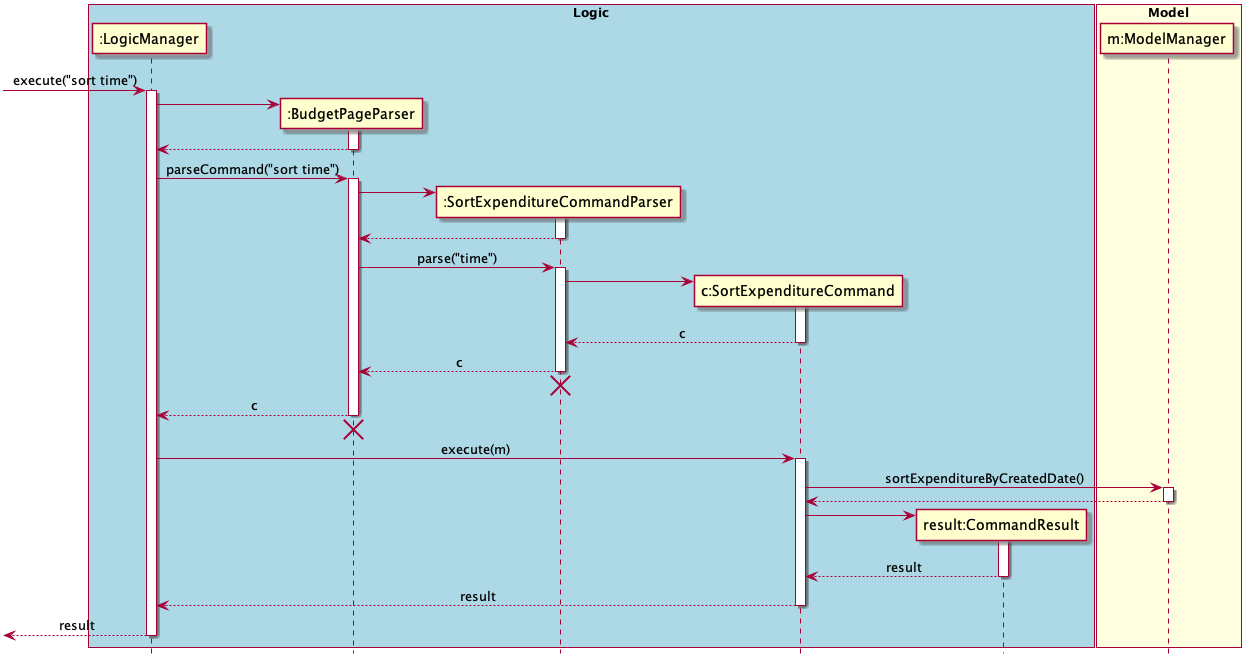 Logic
Model
:LogicManager
m:ModelManager
execute("sort time")
:BudgetPageParser
parseCommand("sort time")
:SortExpenditureCommandParser
parse("time")
c:SortExpenditureCommand
c
c
c
execute(m)
sortExpenditureByCreatedDate()
result:CommandResult
result
result
result